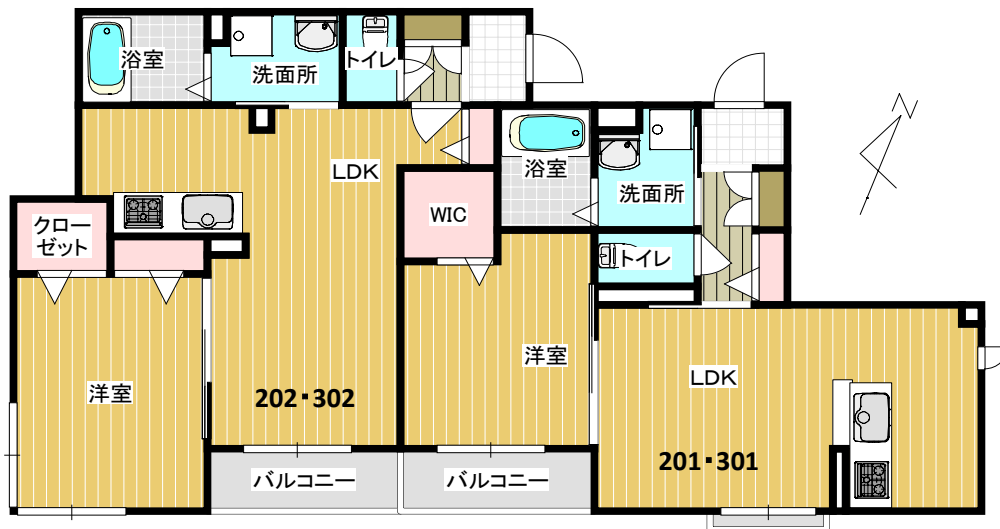 浴室
洗面所
トイレ
N
LDK
浴室
洗面所
WIC
クロー
ゼット
トイレ
洋室
洋室
LDK
202・302
201・301
バルコニー
バルコニー